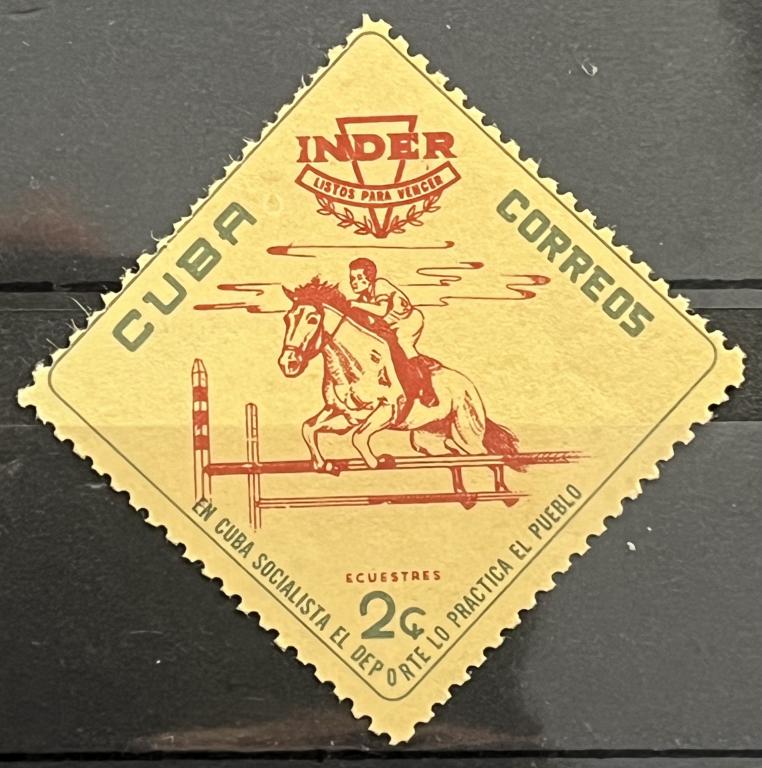 INDER
LISTOS PARA VENCER
CUBA
CORREOS
ECUESTRES
2¢
EN CUBA SOCIALISTA EL DEPORTE LO PRACTICA EL PUEBLO